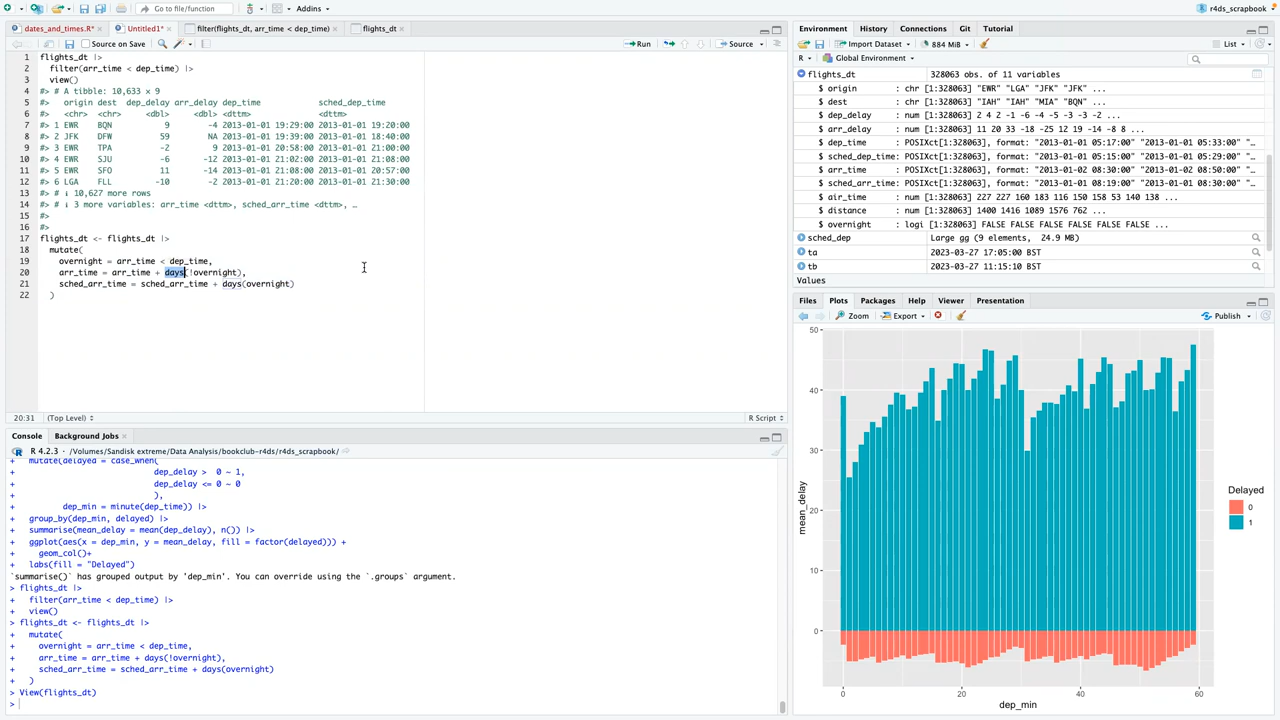 Go to file/function
Addins
r4ds_scrapbook
dates_and_times.R* ×
Untitled1* ×
filter(flights_dt, arr_time < dep_time) ×
flights_dt ×
Source on Save
Run
Source
1 flights_dt |>
2 filter(arr_time < dep_time) |>
3 view()
4 #> # A tibble: 10,633 × 9
5 #> origin dest dep_delay arr_delay dep_time sched_dep_time
6 #> <chr> <chr> <dbl> <dbl> <dttm> <dttm>
7 #> 1 EWR BQN 9 -4 2013-01-01 19:29:00 2013-01-01 19:20:00
8 #> 2 JFK DFW 59 NA 2013-01-01 19:39:00 2013-01-01 18:40:00
9 #> 3 EWR TPA -2 9 2013-01-01 20:58:00 2013-01-01 21:00:00
10 #> 4 EWR SJU -6 -12 2013-01-01 21:02:00 2013-01-01 21:08:00
11 #> 5 EWR SFO 11 -14 2013-01-01 21:08:00 2013-01-01 20:57:00
12 #> 6 LGA FLL -10 -2 2013-01-01 21:20:00 2013-01-01 21:30:00
13 #> # ℹ 10,627 more rows
14 #> # ℹ 3 more variables: arr_time <dttm>, sched_arr_time <dttm>, …
15 #>
16 #>
17 flights_dt <- flights_dt |>
18 mutate(
19 overnight = arr_time < dep_time,
20 arr_time = arr_time + days(!overnight),
21 sched_arr_time = sched_arr_time + days(overnight)
22 )
20:31 (Top Level) R Script
Console Background Jobs ×
R 4.2.3 · /Volumes/Sandisk extreme/Data Analysis/bookclub-r4ds/r4ds_scrapbook/
+ mutate(delayed = case_when(
+ dep_delay > 0 ~ 1,
+ dep_delay <= 0 ~ 0
+ ),
+ dep_min = minute(dep_time)) |>
+ group_by(dep_min, delayed) |>
+ summarise(mean_delay = mean(dep_delay), n()) |>
+ ggplot(aes(x = dep_min, y = mean_delay, fill = factor(delayed))) +
+ geom_col()+
+ labs(fill = "Delayed")
`summarise()` has grouped output by 'dep_min'. You can override using the `.groups` argument.
> flights_dt |>
+ filter(arr_time < dep_time) |>
+ view()
> flights_dt <- flights_dt |>
+ mutate(
+ overnight = arr_time < dep_time,
+ arr_time = arr_time + days(!overnight),
+ sched_arr_time = sched_arr_time + days(overnight)
+ )
> View(flights_dt)
>
Environment History Connections Git Tutorial
Import Dataset 884 MiB List
R Global Environment
flights_dt 328063 obs. of 11 variables
$ origin : chr [1:328063] "EWR" "LGA" "JFK" "JFK" ...
$ dest : chr [1:328063] "IAH" "IAH" "MIA" "BQN" ...
$ dep_delay : num [1:328063] 2 4 2 -1 -6 -4 -5 -3 -3 -2 ...
$ arr_delay : num [1:328063] 11 20 33 -18 -25 12 19 -14 -8 8 ...
$ dep_time : POSIXct[1:328063], format: "2013-01-01 05:17:00" "2013-01-01 05:33:00" "…
$ sched_dep_time: POSIXct[1:328063], format: "2013-01-01 05:15:00" "2013-01-01 05:29:00" "…
$ arr_time : POSIXct[1:328063], format: "2013-01-02 08:30:00" "2013-01-02 08:50:00" "…
$ sched_arr_time: POSIXct[1:328063], format: "2013-01-01 08:19:00" "2013-01-01 08:30:00" "…
$ air_time : num [1:328063] 227 227 160 183 116 150 158 53 140 138 ...
$ distance : num [1:328063] 1400 1416 1089 1576 762 ...
$ overnight : logi [1:328063] FALSE FALSE FALSE FALSE FALSE FALSE ...
sched_dep Large gg (9 elements, 24.9 MB)
ta 2023-03-27 17:05:00 BST
tb 2023-03-27 11:15:10 BST
Values
Files Plots Packages Help Viewer Presentation
Zoom Export Publish
50
40
30
20
10
0
mean_delay
0 20 40 60
dep_min
Delayed
0
1